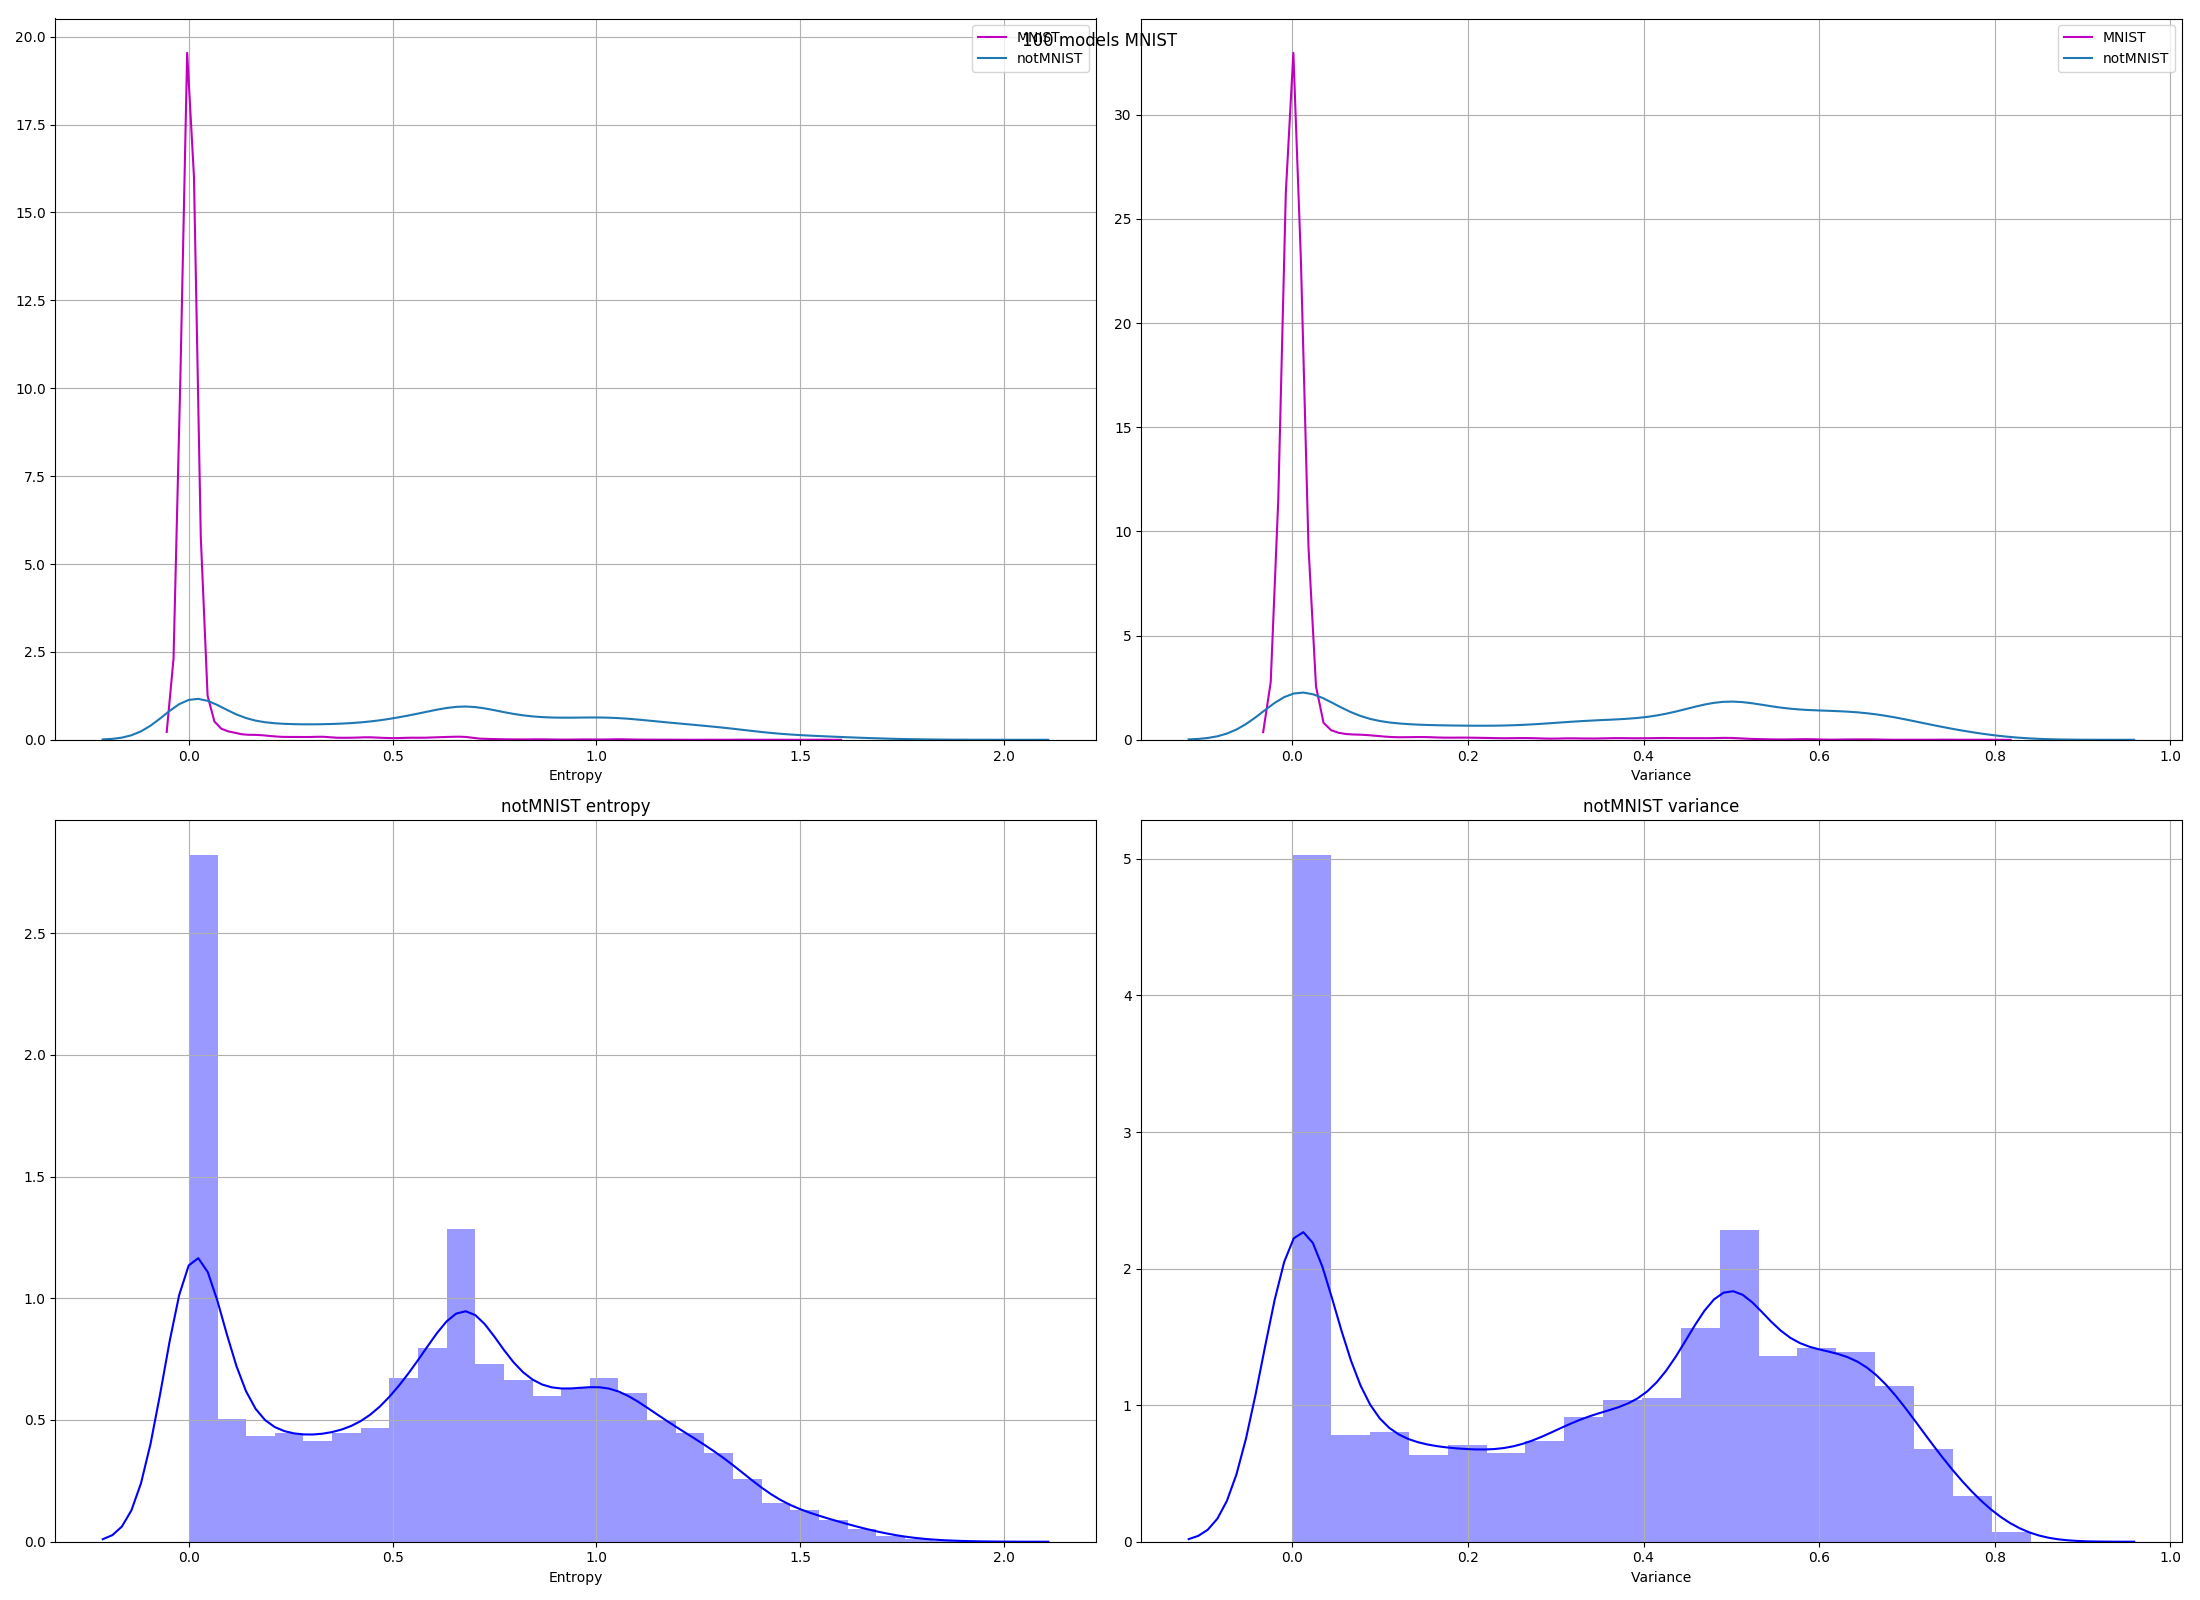 100 models MNIST
20.0
17.5
15.0
12.5
10.0
7.5
5.0
2.5
0.0
0.0 0.5 1.0 1.5 2.0
Entropy
MNIST
notMNIST
30
25
20
15
10
5
0
0.0 0.2 0.4 0.6 0.8 1.0
Variance
MNIST
notMNIST
notMNIST entropy
2.5
2.0
1.5
1.0
0.5
0.0
0.0 0.5 1.0 1.5 2.0
Entropy
notMNIST variance
5
4
3
2
1
0
0.0 0.2 0.4 0.6 0.8 1.0
Variance